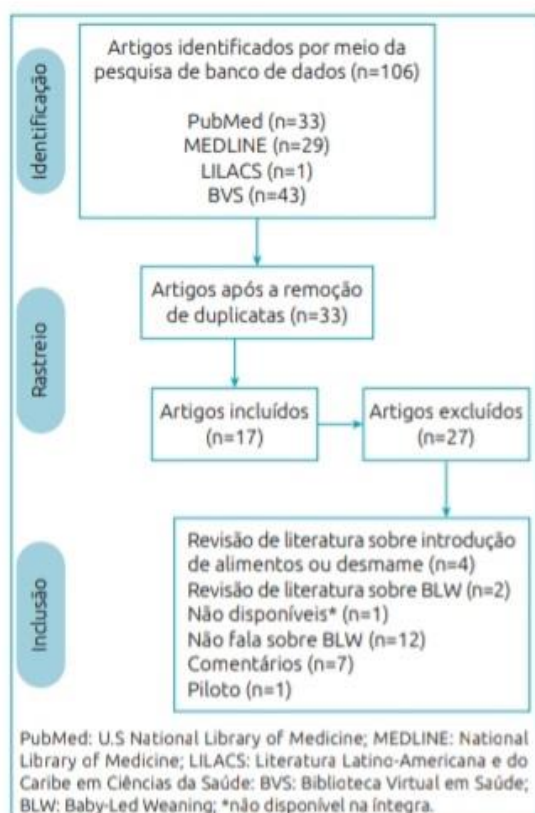 Identificação
Artigos identificados por meio da
pesquisa de banco de dados (n=106)
PubMed (n=33)
MEDLINE (n=29)
LILACS (n=1)
BVS (n=43)
Rastreio
Artigos após a remoção
de duplicatas (n=33)
Artigos incluídos
(n=17)
Artigos excluídos
(n=27)
Inclusão
Revisão de literatura sobre introdução
de alimentos ou desmame (n=4)
Revisão de literatura sobre BLW (n=2)
Não disponíveis* (n=1)
Não fala sobre BLW (n=12)
Comentários (n=7)
Piloto (n=1)
PubMed: U.S National Library of Medicine; MEDLINE: National
Library of Medicine; LILACS: Literatura Latino-Americana e do
Caribe em Ciências da Saúde: BVS: Biblioteca Virtual em Saúde;
BLW: Baby-Led Weaning; *não disponível na íntegra.